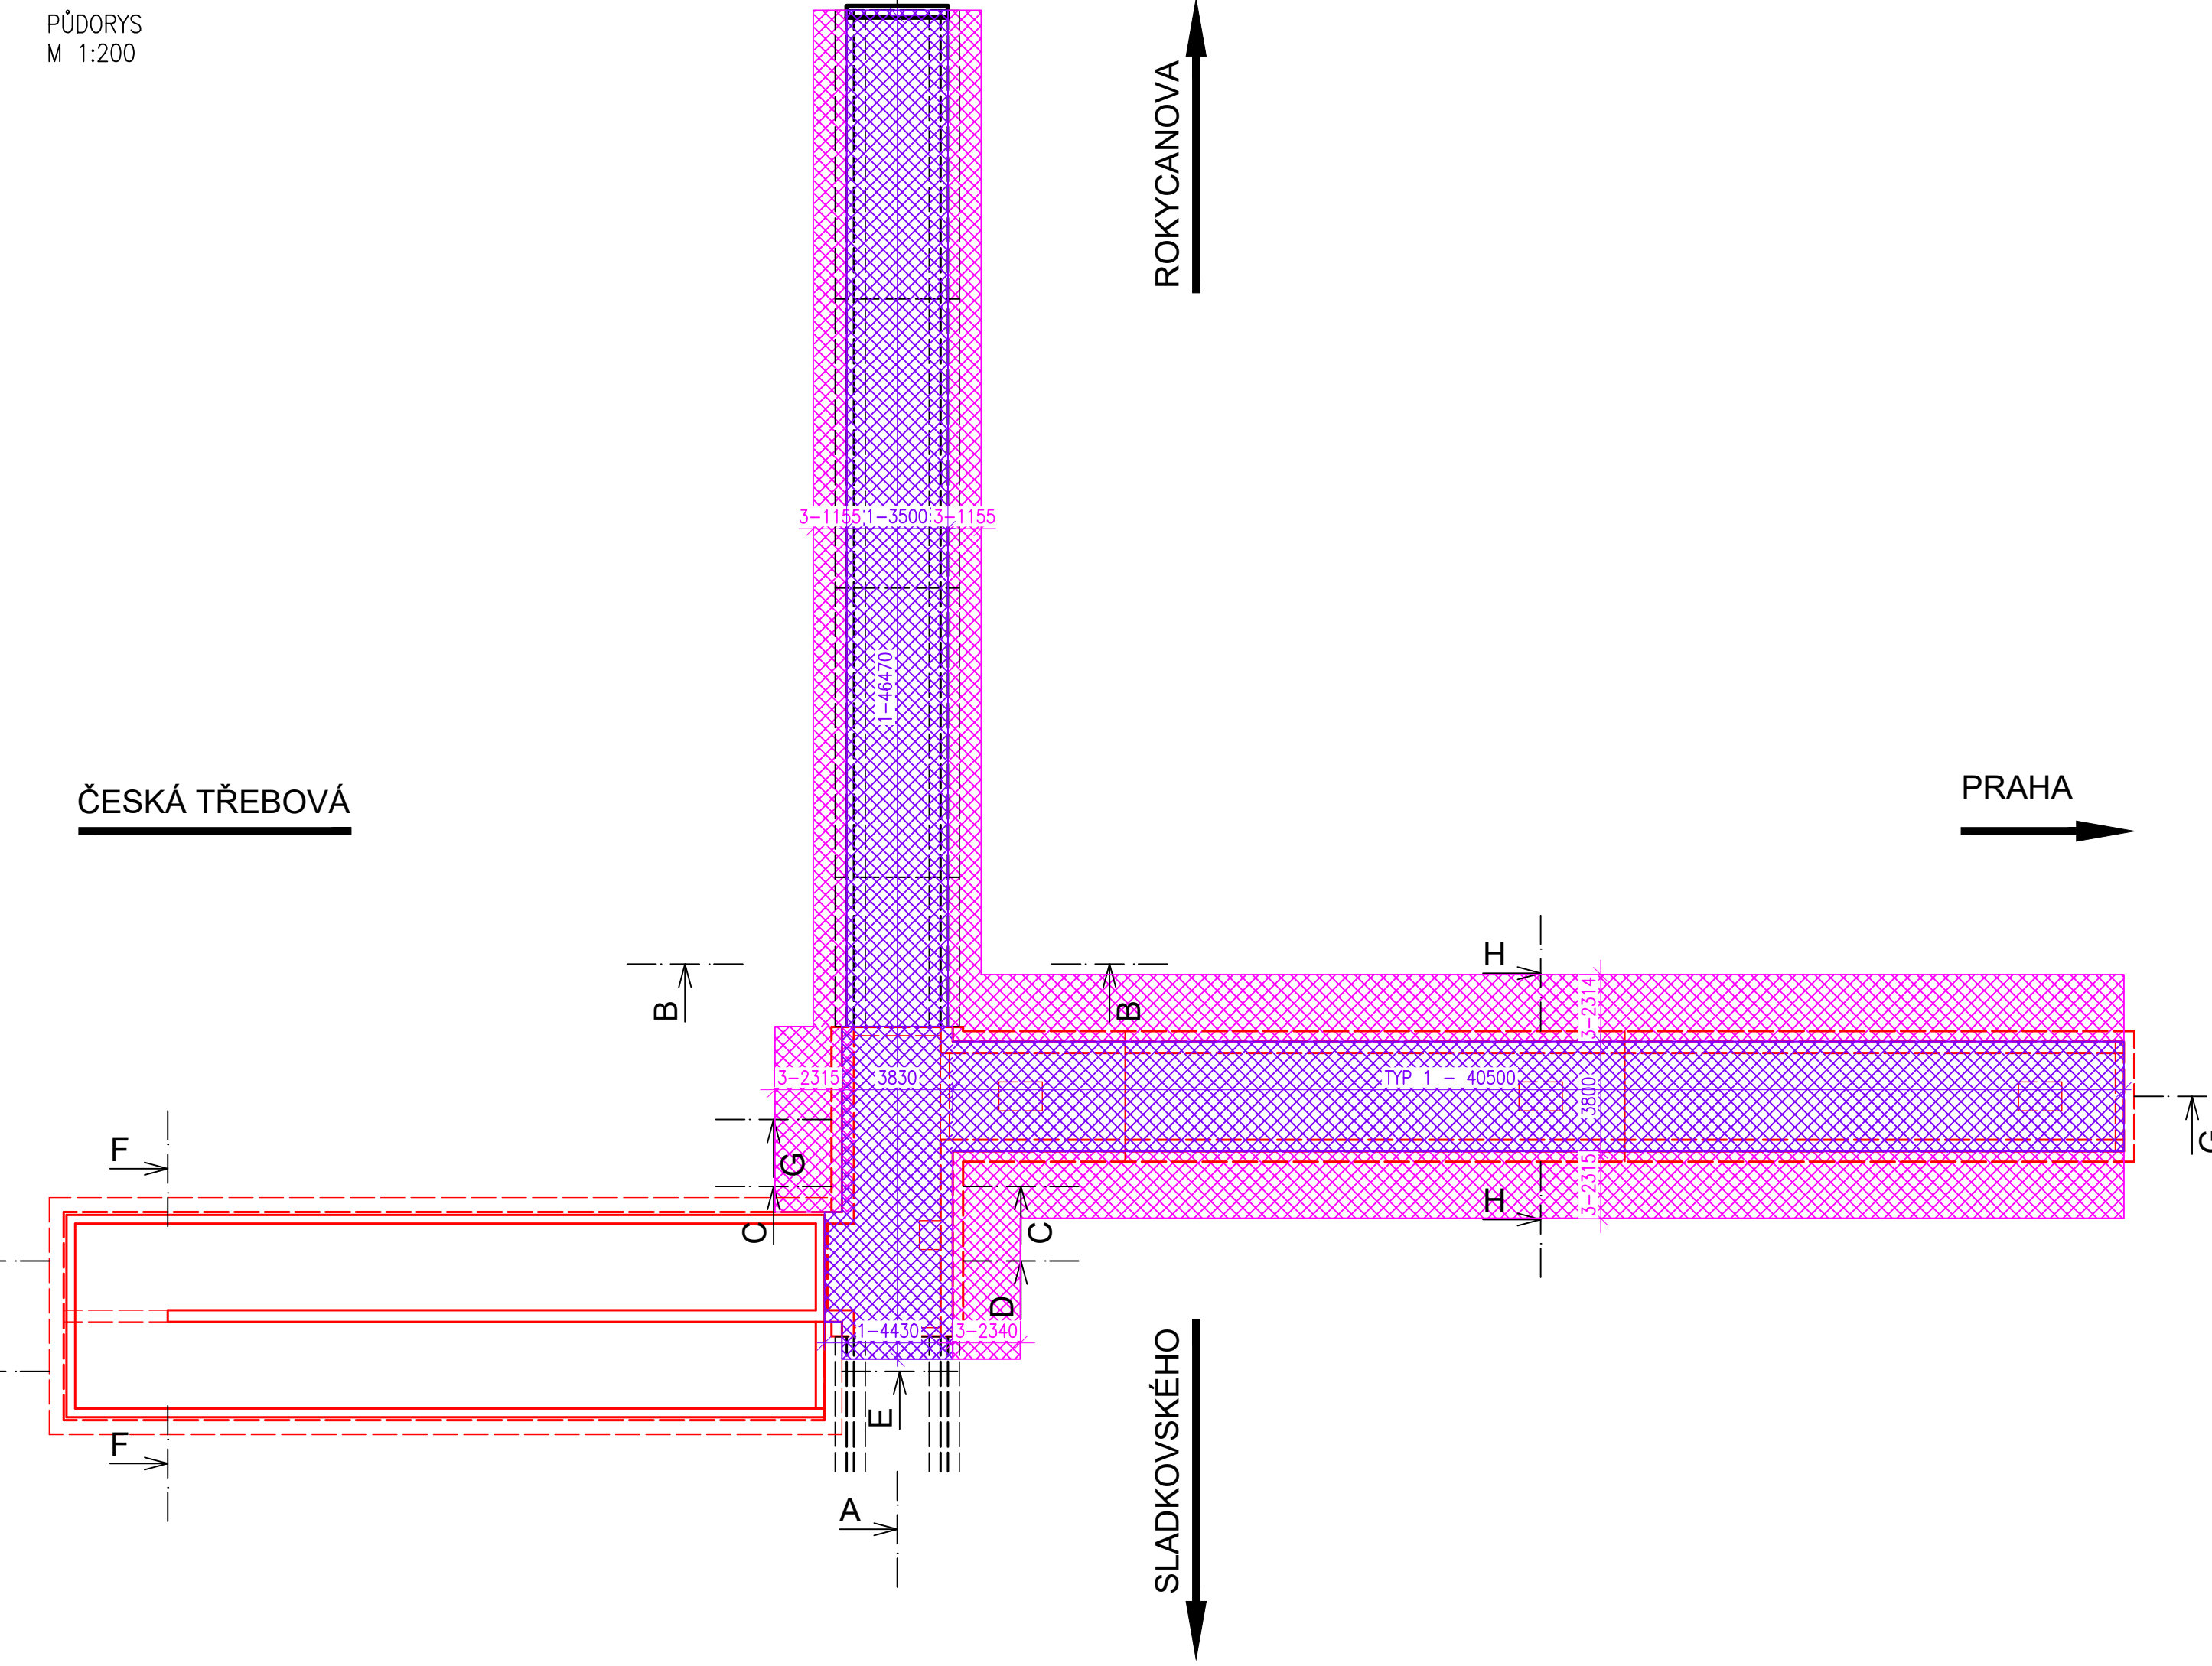 PŮDORYS
M 1:200
ROKYCANOVA
3-1155
1-3500
3-1155
1-46470
ČESKÁ TŘEBOVÁ
PRAHA
B
B
H
3-2314
3-2315
3830
TYP 1 - 40500
3800
G
G
F
3-2315
H
C
C
D
1-4430
3-2340
E
F
A
SLADKOVSKÉHO